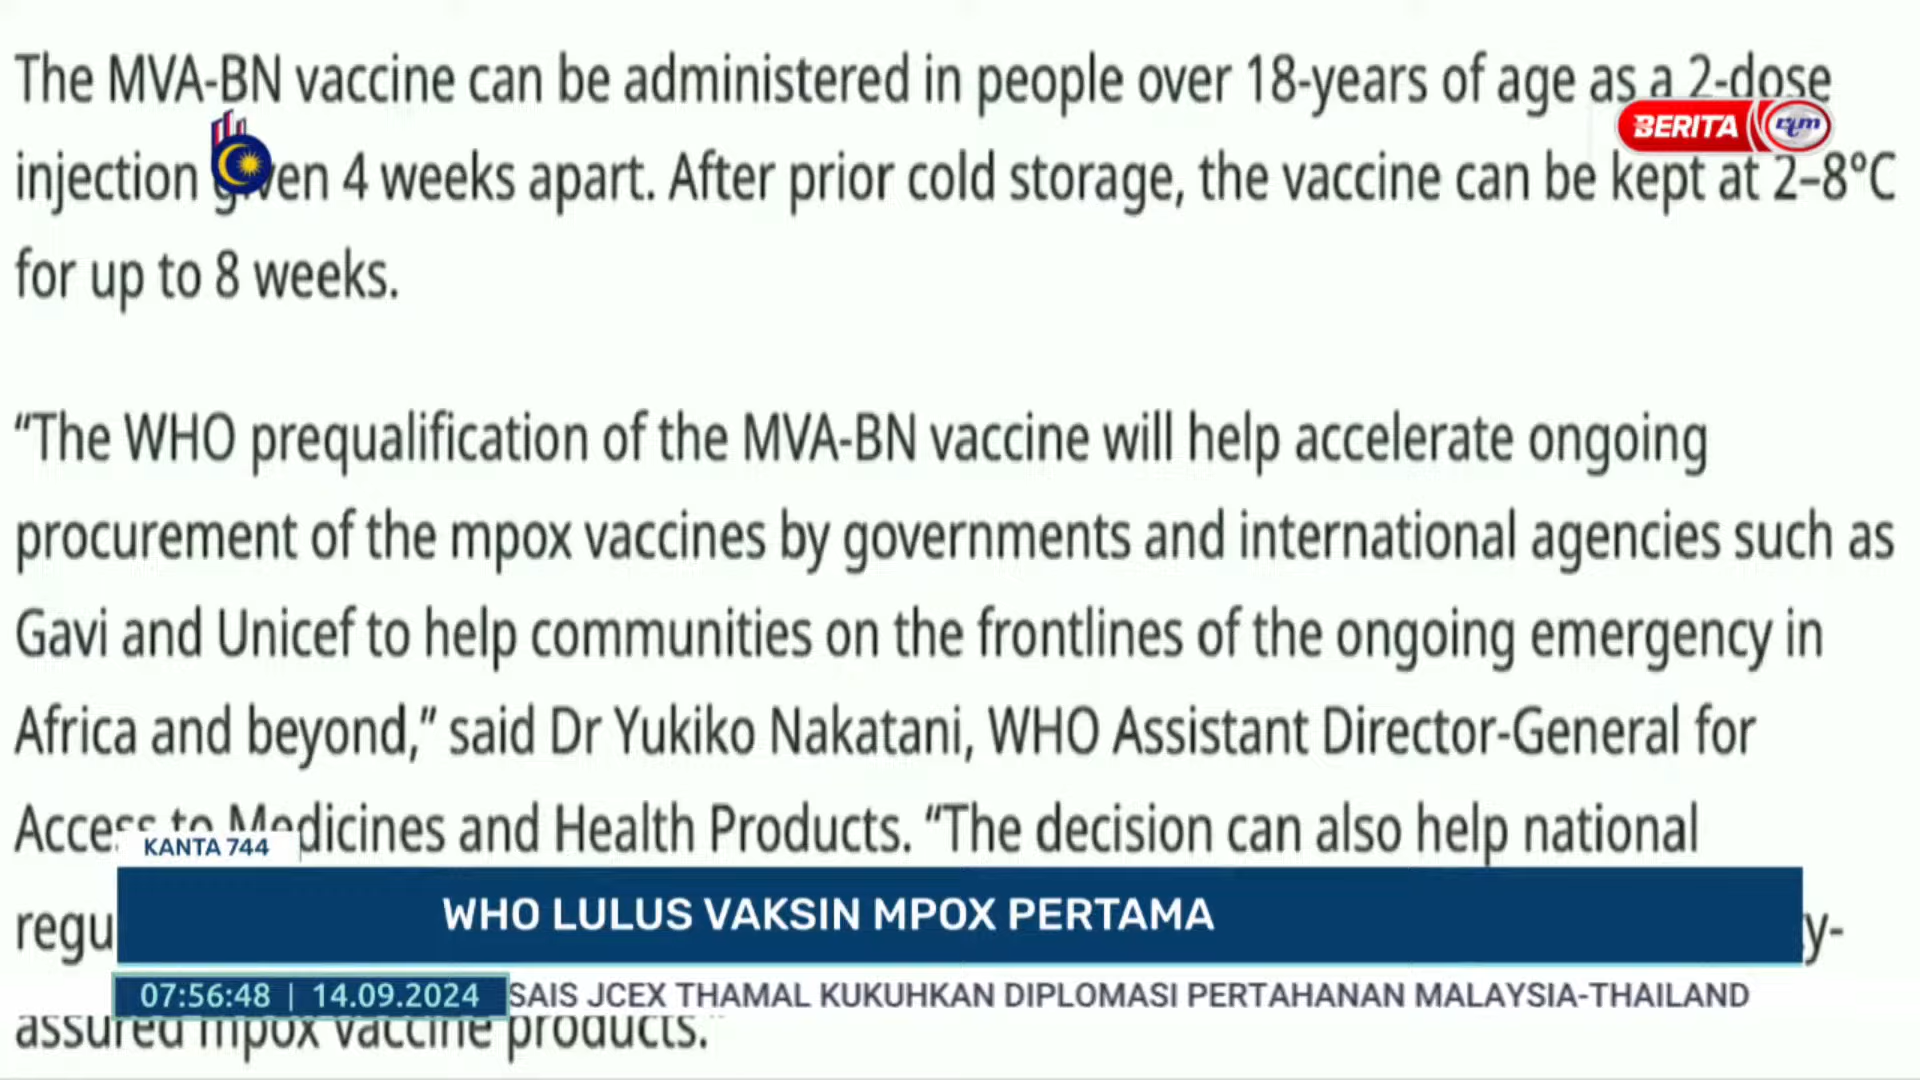 The MVA-BN vaccine can be administered in people over 18-years of age as a 2-dose
BERITA rtm
injection given 4 weeks apart. After prior cold storage, the vaccine can be kept at 2–8°C
for up to 8 weeks.
“The WHO prequalification of the MVA-BN vaccine will help accelerate ongoing
procurement of the mpox vaccines by governments and international agencies such as
Gavi and Unicef to help communities on the frontlines of the ongoing emergency in
Africa and beyond,” said Dr Yukiko Nakatani, WHO Assistant Director-General for
Access to Medicines and Health Products. “The decision can also help national
KANTA 744
WHO LULUS VAKSIN MPOX PERTAMA
07:56:48 | 14.09.2024 SAIS JCEX THAMAL KUKUHKAN DIPLOMASI PERTAHANAN MALAYSIA-THAILAND
assured mpox vaccine products.”